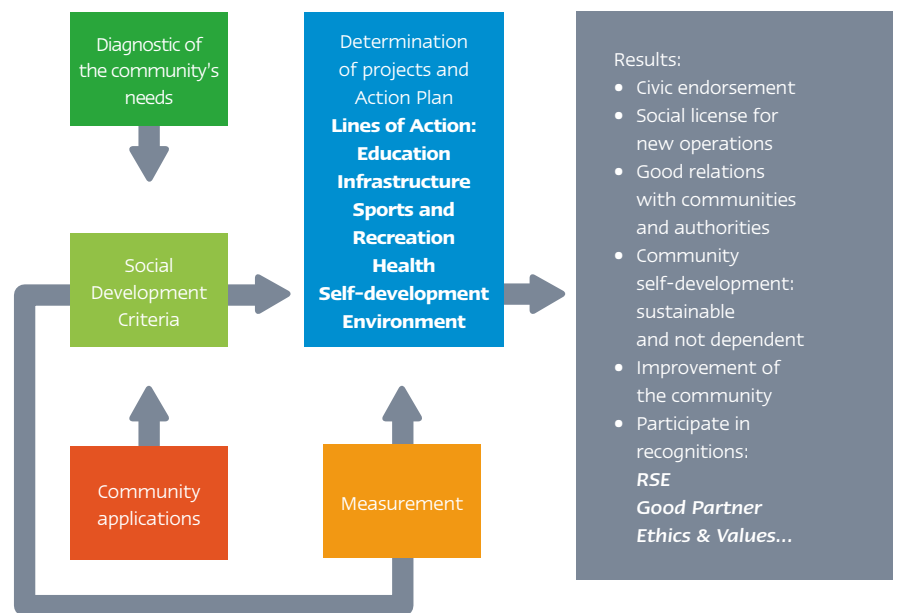 Diagnostic of
the community's
needs
Social
Development
Criteria
Community
applications
Determination
of projects and
Action Plan
Lines of Action:
Education
Infrastructure
Sports and
Recreation
Health
Self-development
Environment
Measurement
Results:
• Civic endorsement
• Social license for
new operations
• Good relations
with communities
and authorities
• Community
self-development:
sustainable
and not dependent
• Improvement of
the community
• Participate in
recognitions:
RSE
Good Partner
Ethics & Values...